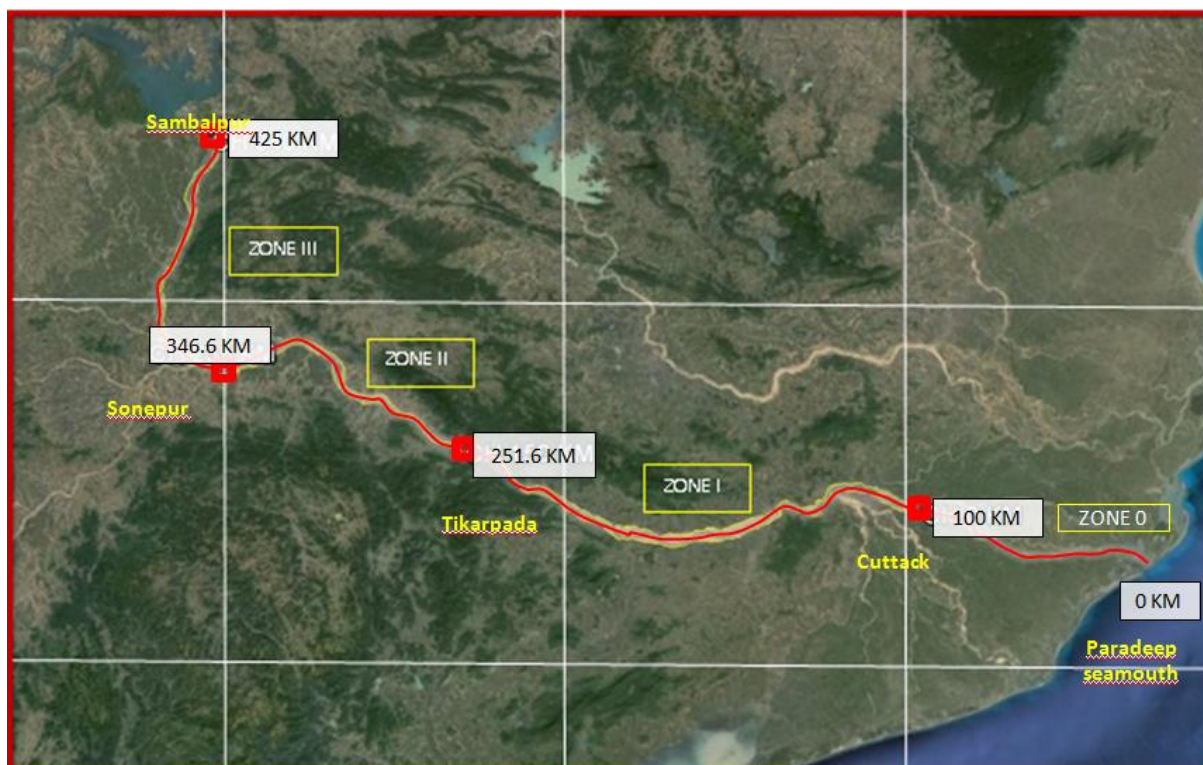 Sambalpur
425 KM
ZONE III
346.6 KM
ZONE II
Sonepur
251.6 KM
ZONE I
Tikarpada
100 KM
ZONE 0
Cuttack
0 KM
Paradeep
seamouth